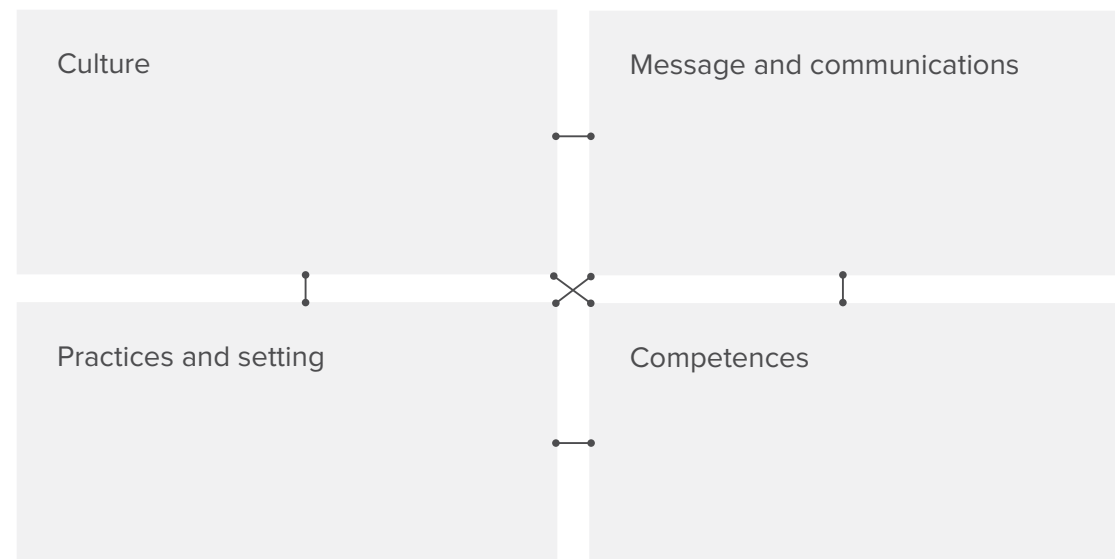 Culture
Message and communications
Practices and setting
Competences